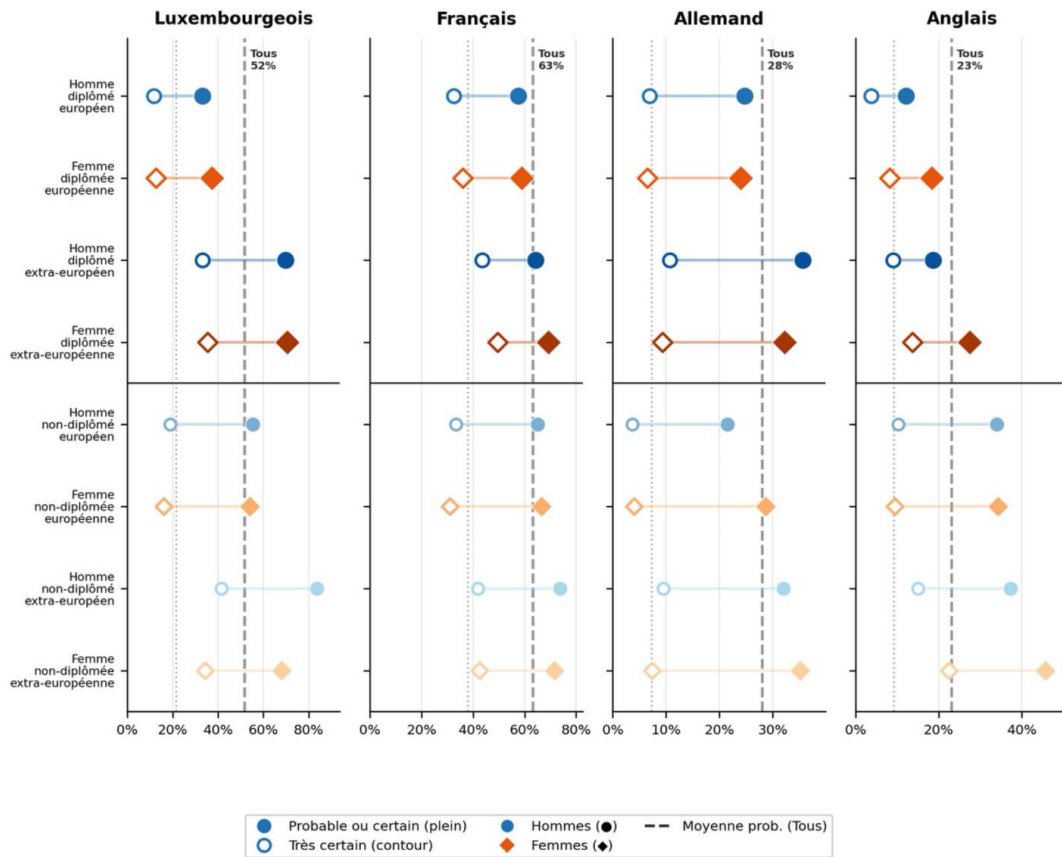 Luxembourgeois
Français
Allemand
Anglais
Tous
52%
Tous
63%
Tous
28%
Tous
23%
Homme
diplômé
européen
Femme
diplômée
européenne
Homme
diplômé
extra-européen
Femme
diplômée
extra-européenne
Homme
non-diplômé
européen
Femme
non-diplômée
européenne
Homme
non-diplômé
extra-européen
Femme
non-diplômée
extra-européenne
0% 20% 40% 60% 80%
0% 20% 40% 60% 80%
0% 10% 20% 30%
0% 20% 40%
Probable ou certain (plein)
Très certain (contour)
Hommes (●)
Femmes (◆)
Moyenne prob. (Tous)